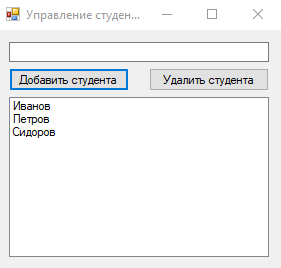 Управление студен...
Добавить студента
Удалить студента
Иванов
Петров
Сидоров